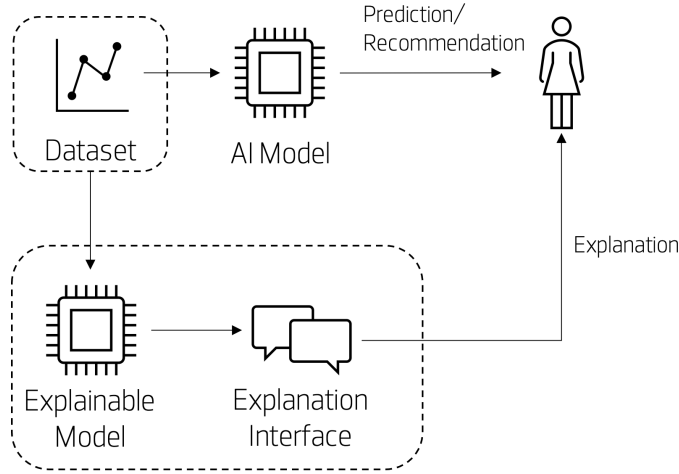 Prediction/
Recommendation
Dataset
AI Model
Explanation
Explainable
Model
Explanation
Interface